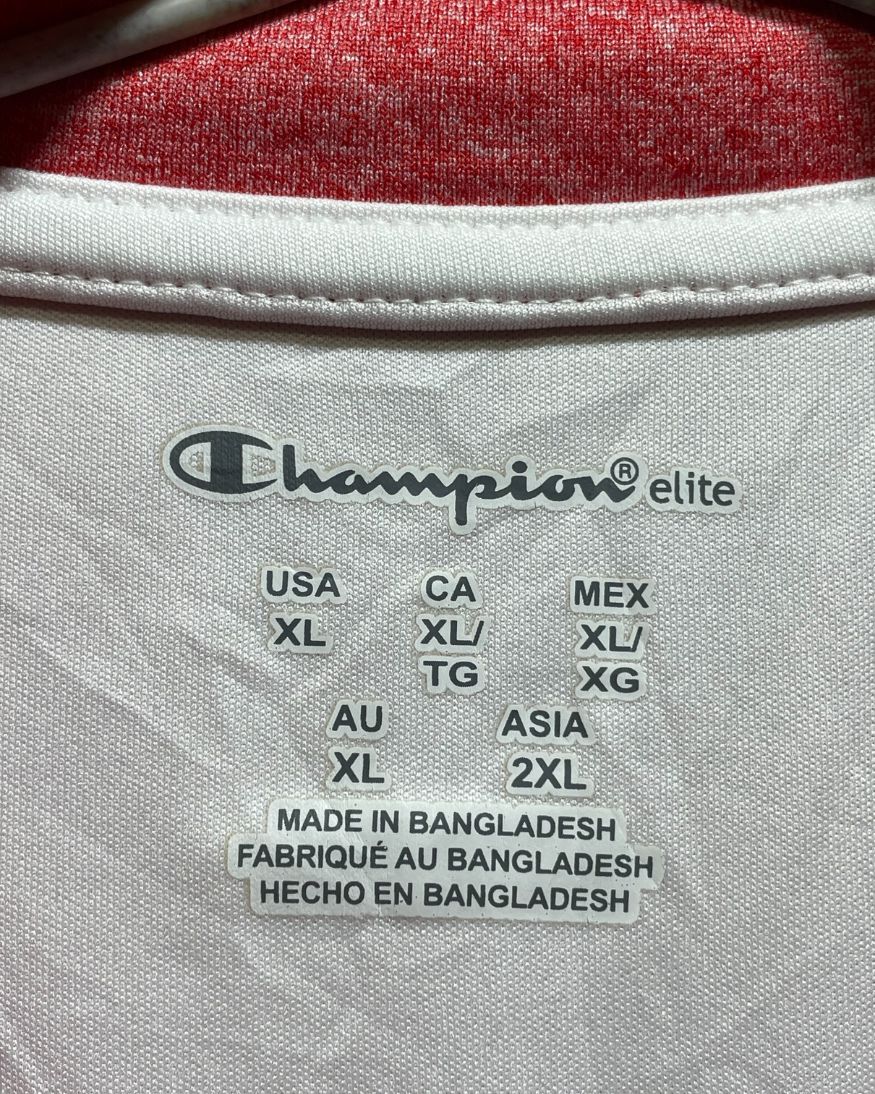 Champion® elite
USA CA MEX
XL XL/ XL/
TG XG
AU ASIA
XL 2XL
MADE IN BANGLADESH
FABRIQUÉ AU BANGLADESH
HECHO EN BANGLADESH